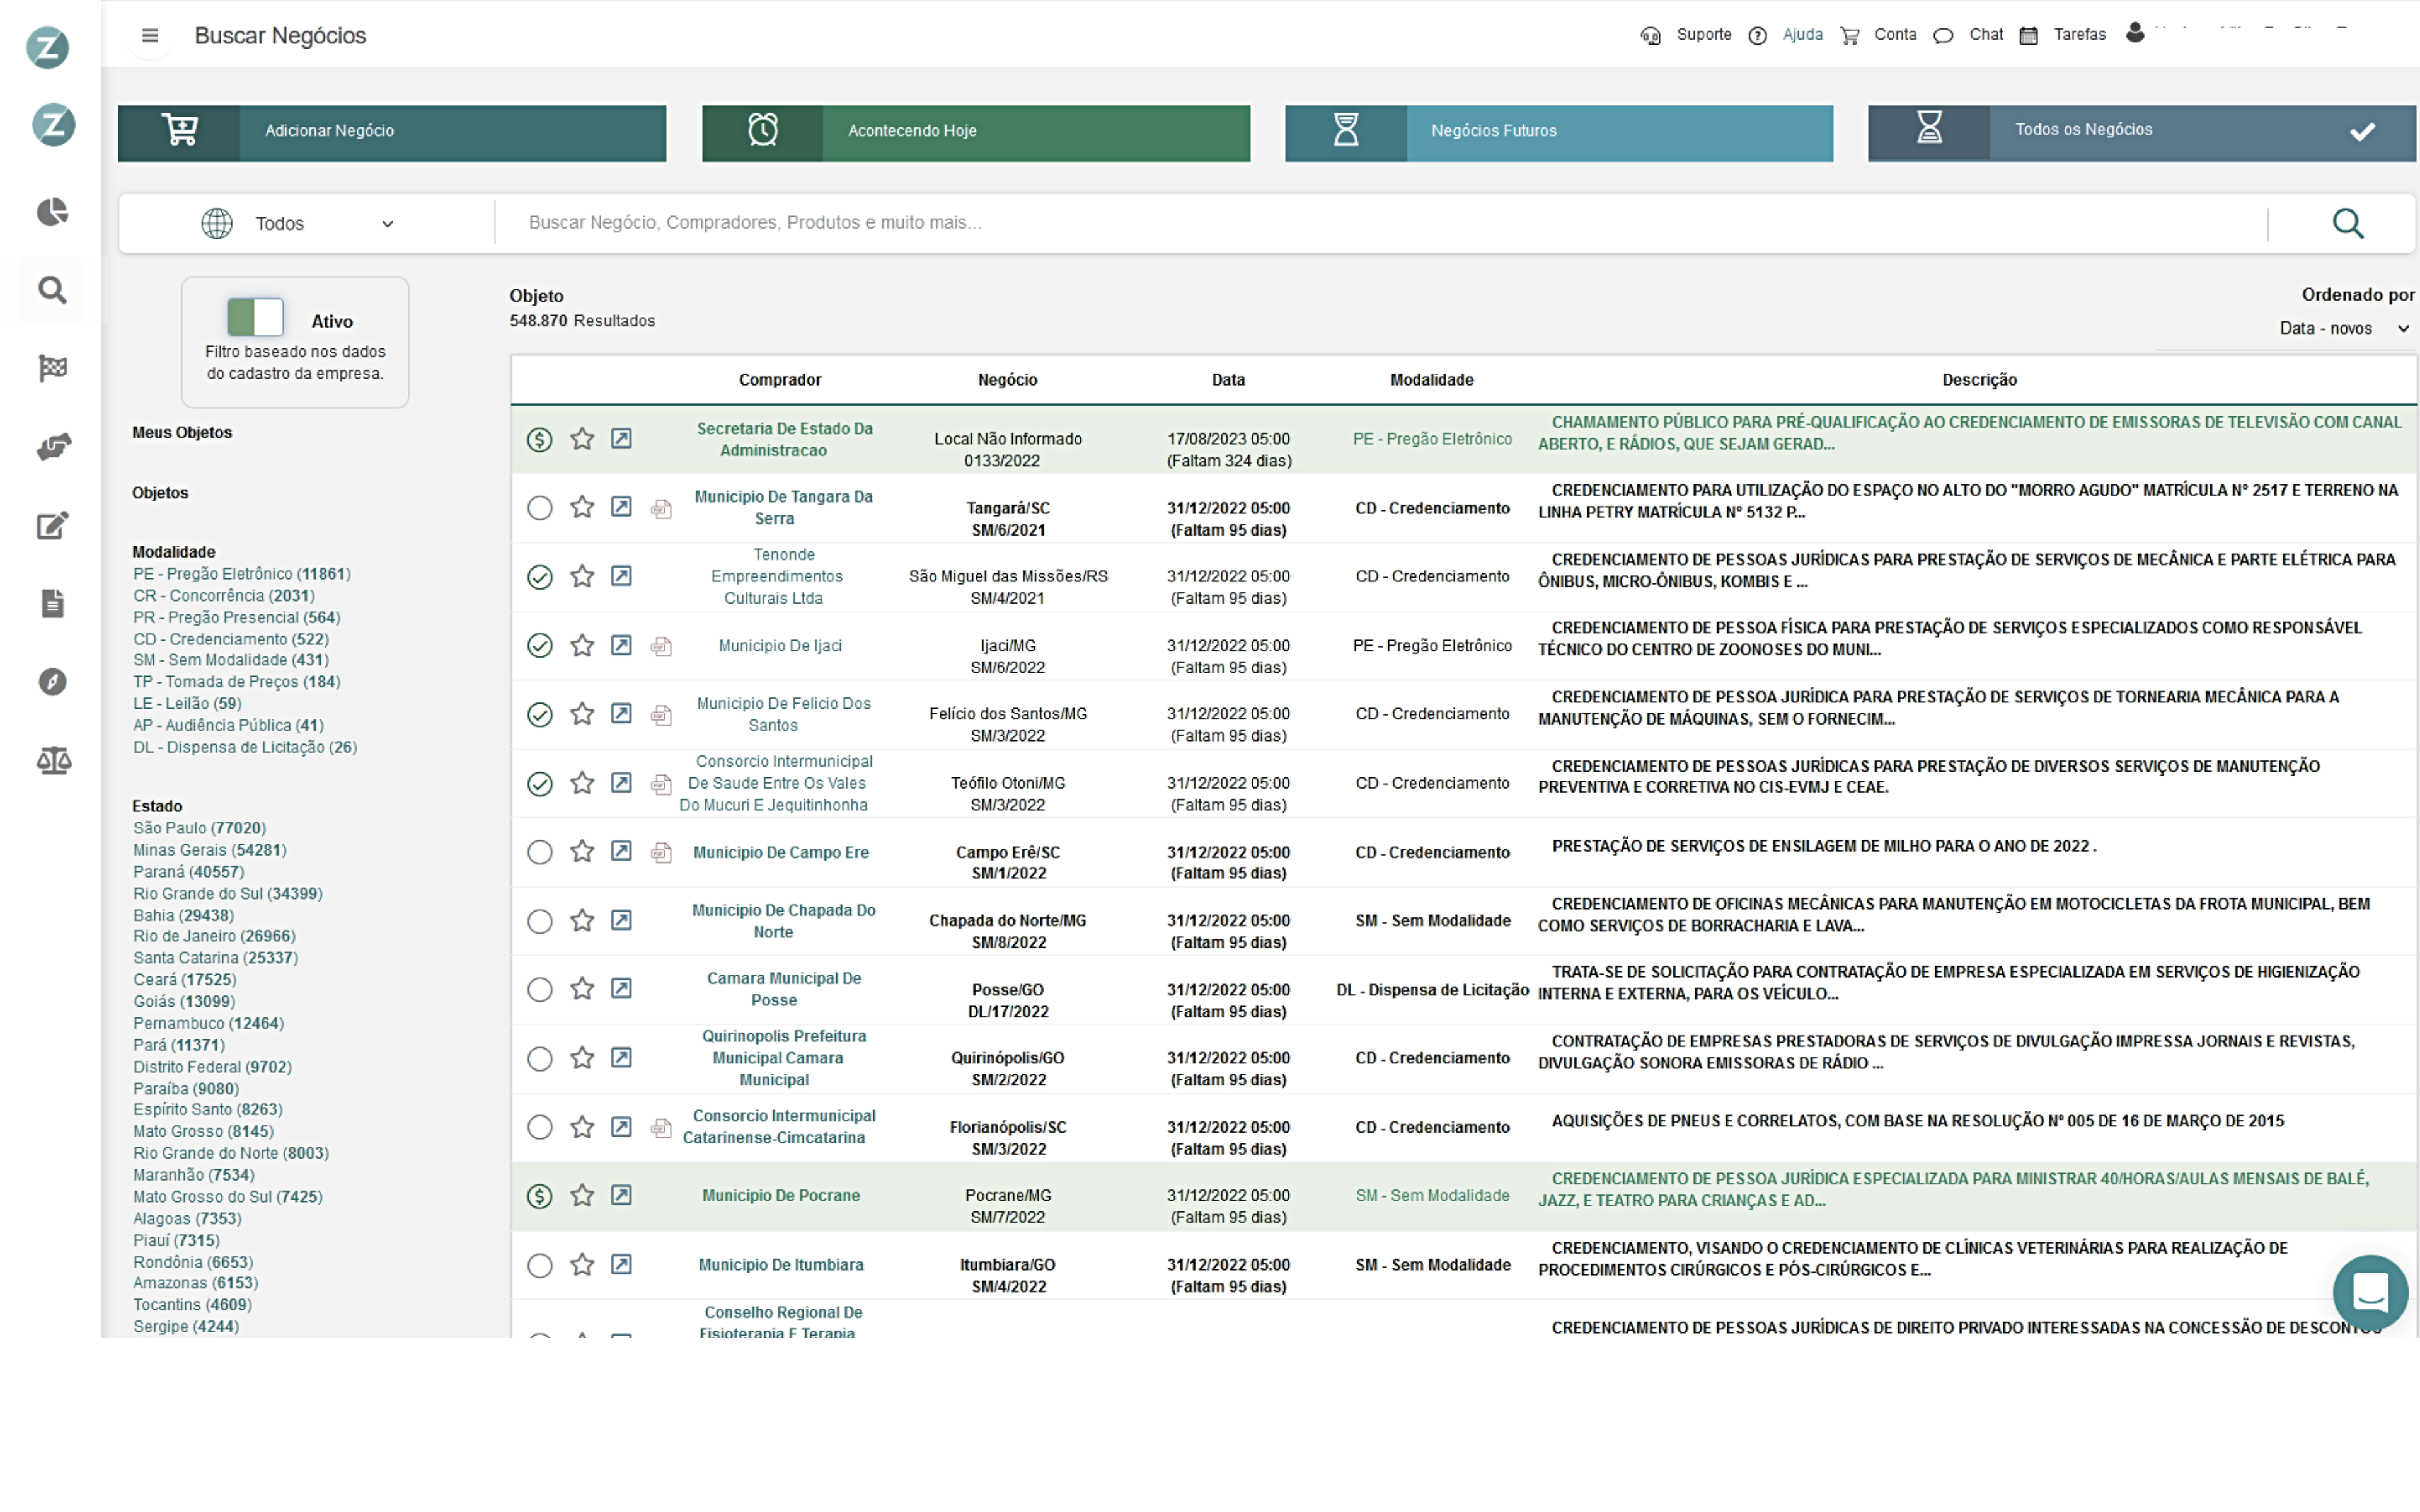 Z
Buscar Negócios
Suporte
Ajuda
Conta
Chat
Tarefas
Z
Adicionar Negócio
Acontecendo Hoje
Negócios Futuros
Todos os Negócios
Todos
Buscar Negócio, Compradores, Produtos e muito mais...
Ativo
Filtro baseado nos dados
do cadastro da empresa.
Meus Objetos
Objetos
Modalidade
PE - Pregão Eletrônico (11861)
CR - Concorrência (2031)
PR - Pregão Presencial (564)
CD - Credenciamento (522)
SM - Sem Modalidade (431)
TP - Tomada de Preços (184)
LE - Leilão (59)
AP - Audiência Pública (41)
DL - Dispensa de Licitação (26)
Estado
São Paulo (77020)
Minas Gerais (54281)
Paraná (40557)
Rio Grande do Sul (34399)
Bahia (29438)
Rio de Janeiro (26966)
Santa Catarina (25337)
Ceará (17525)
Goiás (13099)
Pernambuco (12464)
Pará (11371)
Distrito Federal (9702)
Paraíba (9080)
Espírito Santo (8263)
Mato Grosso (8145)
Rio Grande do Norte (8003)
Maranhão (7534)
Mato Grosso do Sul (7425)
Alagoas (7353)
Piauí (7315)
Rondônia (6653)
Amazonas (6153)
Tocantins (4609)
Sergipe (4244)
Objeto
548.870 Resultados
Ordenado por
Data - novos
Comprador
Negócio
Data
Modalidade
Descrição
Secretaria De Estado Da
Administracao
Local Não Informado
0133/2022
17/08/2023 05:00
(Faltam 324 dias)
PE - Pregão Eletrônico
CHAMAMENTO PÚBLICO PARA PRÉ-QUALIFICAÇÃO AO CREDENCIAMENTO DE EMISSORAS DE TELEVISÃO COM CANAL
ABERTO, E RÁDIOS, QUE SEJAM GERAD...
Municipio De Tangara Da
Serra
Tangará/SC
SM/6/2021
31/12/2022 05:00
(Faltam 95 dias)
CD - Credenciamento
CREDENCIAMENTO PARA UTILIZAÇÃO DO ESPAÇO NO ALTO DO "MORRO AGUDO" MATRÍCULA Nº 2517 E TERRENO NA
LINHA PETRY MATRÍCULA Nº 5132 P...
Tenonde
Empreendimentos
Culturais Ltda
São Miguel das Missões/RS
SM/4/2021
31/12/2022 05:00
(Faltam 95 dias)
CD - Credenciamento
CREDENCIAMENTO DE PESSOAS JURÍDICAS PARA PRESTAÇÃO DE SERVIÇOS DE MECÂNICA E PARTE ELÉTRICA PARA
ÔNIBUS, MICRO-ÔNIBUS, KOMBIS E ...
Municipio De Ijaci
Ijaci/MG
SM/6/2022
31/12/2022 05:00
(Faltam 95 dias)
PE - Pregão Eletrônico
CREDENCIAMENTO DE PESSOA FÍSICA PARA PRESTAÇÃO DE SERVIÇOS ESPECIALIZADOS COMO RESPONSÁVEL
TÉCNICO DO CENTRO DE ZOONOSES DO MUNI...
Municipio De Felicio Dos
Santos
Felício dos Santos/MG
SM/3/2022
31/12/2022 05:00
(Faltam 95 dias)
CD - Credenciamento
CREDENCIAMENTO DE PESSOA JURÍDICA PARA PRESTAÇÃO DE SERVIÇOS DE TORNEARIA MECÂNICA PARA A
MANUTENÇÃO DE MÁQUINAS, SEM O FORNECIM...
Consorcio Intermunicipal
De Saude Entre Os Vales
Do Mucuri E Jequitinhonha
Teófilo Otoni/MG
SM/3/2022
31/12/2022 05:00
(Faltam 95 dias)
CD - Credenciamento
CREDENCIAMENTO DE PESSOAS JURÍDICAS PARA PRESTAÇÃO DE DIVERSOS SERVIÇOS DE MANUTENÇÃO
PREVENTIVA E CORRETIVA NO CIS-EVMJ E CEAE.
Municipio De Campo Ere
Campo Erê/SC
SM/1/2022
31/12/2022 05:00
(Faltam 95 dias)
CD - Credenciamento
PRESTAÇÃO DE SERVIÇOS DE ENSILAGEM DE MILHO PARA O ANO DE 2022 .
Municipio De Chapada Do
Norte
Chapada do Norte/MG
SM/8/2022
31/12/2022 05:00
(Faltam 95 dias)
SM - Sem Modalidade
CREDENCIAMENTO DE OFICINAS MECÂNICAS PARA MANUTENÇÃO EM MOTOCICLETAS DA FROTA MUNICIPAL, BEM
COMO SERVIÇOS DE BORRACHARIA E LAVA...
Camara Municipal De
Posse
Posse/GO
DL/17/2022
31/12/2022 05:00
(Faltam 95 dias)
DL - Dispensa de Licitação
TRATA-SE DE SOLICITAÇÃO PARA CONTRATAÇÃO DE EMPRESA ESPECIALIZADA EM SERVIÇOS DE HIGIENIZAÇÃO
INTERNA E EXTERNA, PARA OS VEÍCULO...
Quirinopolis Prefeitura
Municipal Camara
Municipal
Quirinópolis/GO
SM/2/2022
31/12/2022 05:00
(Faltam 95 dias)
CD - Credenciamento
CONTRATAÇÃO DE EMPRESAS PRESTADORAS DE SERVIÇOS DE DIVULGAÇÃO IMPRESSA JORNAIS E REVISTAS,
DIVULGAÇÃO SONORA EMISSORAS DE RÁDIO ...
Consorcio Intermunicipal
Catarinense-Cimcatarina
Florianópolis/SC
SM/3/2022
31/12/2022 05:00
(Faltam 95 dias)
CD - Credenciamento
AQUISIÇÕES DE PNEUS E CORRELATOS, COM BASE NA RESOLUÇÃO Nº 005 DE 16 DE MARÇO DE 2015
Municipio De Pocrane
Pocrane/MG
SM/7/2022
31/12/2022 05:00
(Faltam 95 dias)
SM - Sem Modalidade
CREDENCIAMENTO DE PESSOA JURÍDICA ESPECIALIZADA PARA MINISTRAR 40/HORAS/AULAS MENSAIS DE BALÉ,
JAZZ, E TEATRO PARA CRIANÇAS E AD...
Municipio De Itumbiara
Itumbiara/GO
SM/4/2022
31/12/2022 05:00
(Faltam 95 dias)
SM - Sem Modalidade
CREDENCIAMENTO, VISANDO O CREDENCIAMENTO DE CLÍNICAS VETERINÁRIAS PARA REALIZAÇÃO DE
PROCEDIMENTOS CIRÚRGICOS E PÓS-CIRÚRGICOS E...
Conselho Regional De
Fisioterapia E Terapia
CREDENCIAMENTO DE PESSOAS JURÍDICAS DE DIREITO PRIVADO INTERESSADAS NA CONCESSÃO DE